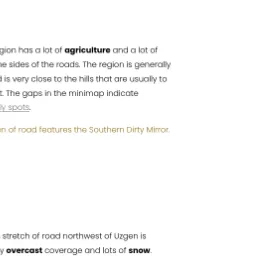 gion has a lot of agriculture and a lot of
e sides of the roads. The region is generally
is very close to the hills that are usually to
t. The gaps in the minimap indicate
ly spots.
n of road features the Southern Dirty Mirror.
stretch of road northwest of Uzgen is
y overcast coverage and lots of snow.